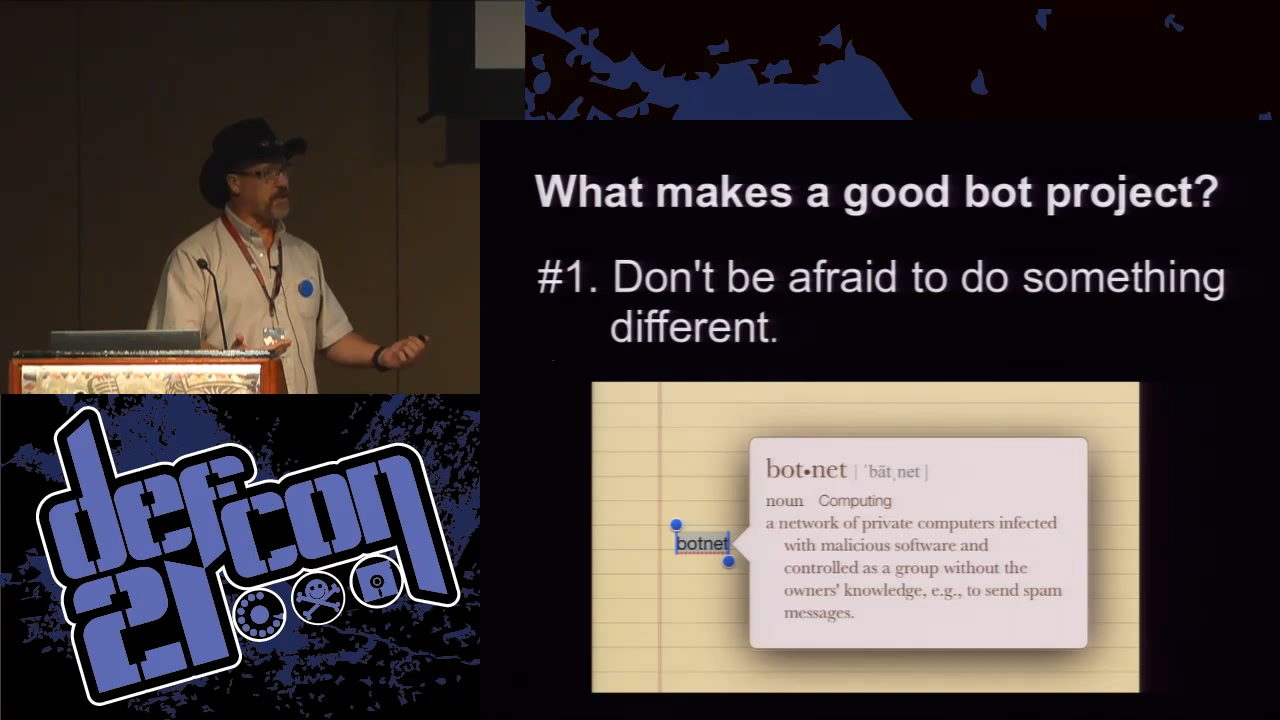 What makes a good bot project?
#1. Don't be afraid to do something
different.
bot•net | ˈbätˌnet |
noun Computing
a network of private computers infected
with malicious software and
controlled as a group without the
owners' knowledge, e.g., to send spam
messages.
botnet
defcon
21